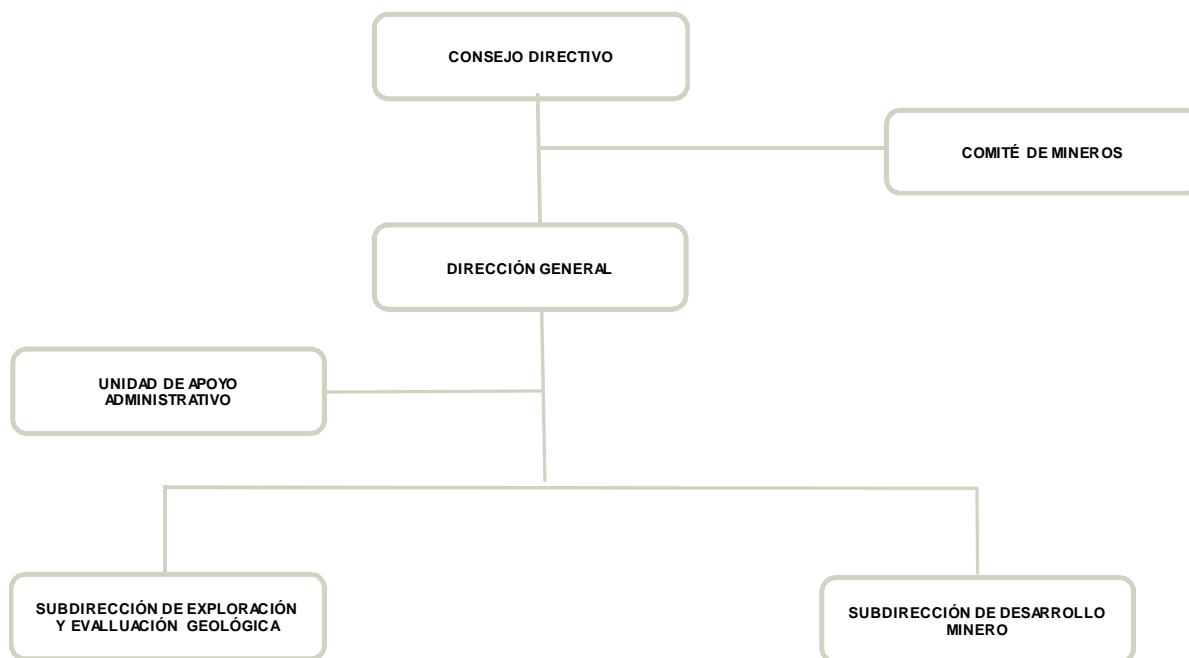 CONSEJO DIRECTIVO
COMITÉ DE MINEROS
DIRECCIÓN GENERAL
UNIDAD DE APOYO
ADMINISTRATIVO
SUBDIRECCIÓN DE EXPLORACIÓN
Y EVALLUACIÓN GEOLÓGICA
SUBDIRECCIÓN DE DESARROLLO
MINERO